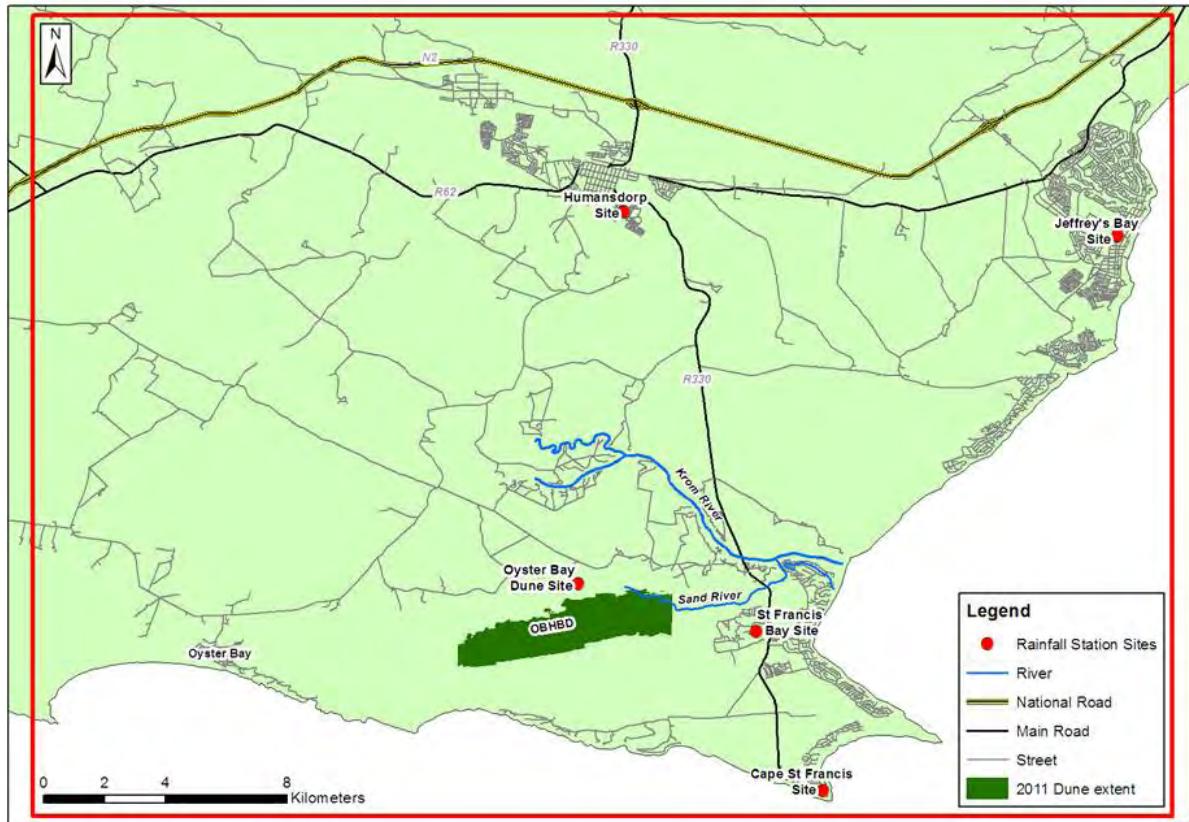 N
R330
N2
R62
Humansdorp
Site
Jeffrey's Bay
Site
R330
Krom River
Oyster Bay
Dune Site
Sand River
OBHBD
St Francis
Bay Site
Oyster Bay
Cape St Francis
Site
0 2 4 8
Kilometers
Legend
Rainfall Station Sites
River
National Road
Main Road
Street
2011 Dune extent